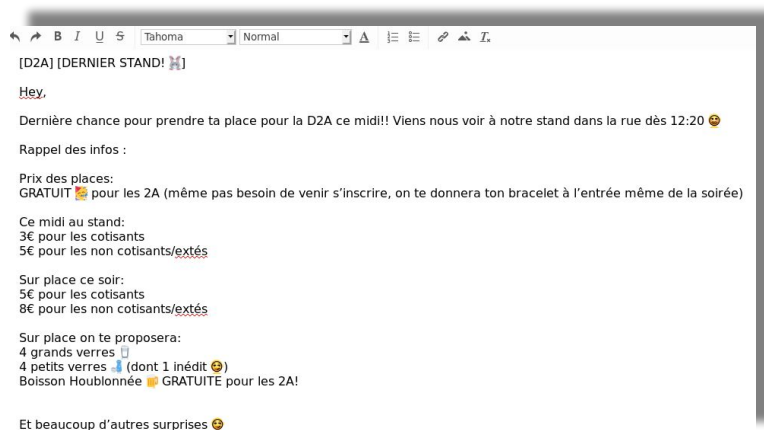 Tahoma Normal
[D2A] [DERNIER STAND! 🐰]
Hey,
Dernière chance pour prendre ta place pour la D2A ce midi!! Viens nous voir à notre stand dans la rue dès 12:20 😄
Rappel des infos :
Prix des places:
GRATUIT 🥳 pour les 2A (même pas besoin de venir s’inscrire, on te donnera ton bracelet à l’entrée même de la soirée)
Ce midi au stand:
3€ pour les cotisants
5€ pour les non cotisants/extés
Sur place ce soir:
5€ pour les cotisants
8€ pour les non cotisants/extés
Sur place on te proposera:
4 grands verres 🥛
4 petits verres 🍶 (dont 1 inédit 😏)
Boisson Houblonnée 🍺 GRATUITE pour les 2A!
Et beaucoup d’autres surprises 😏